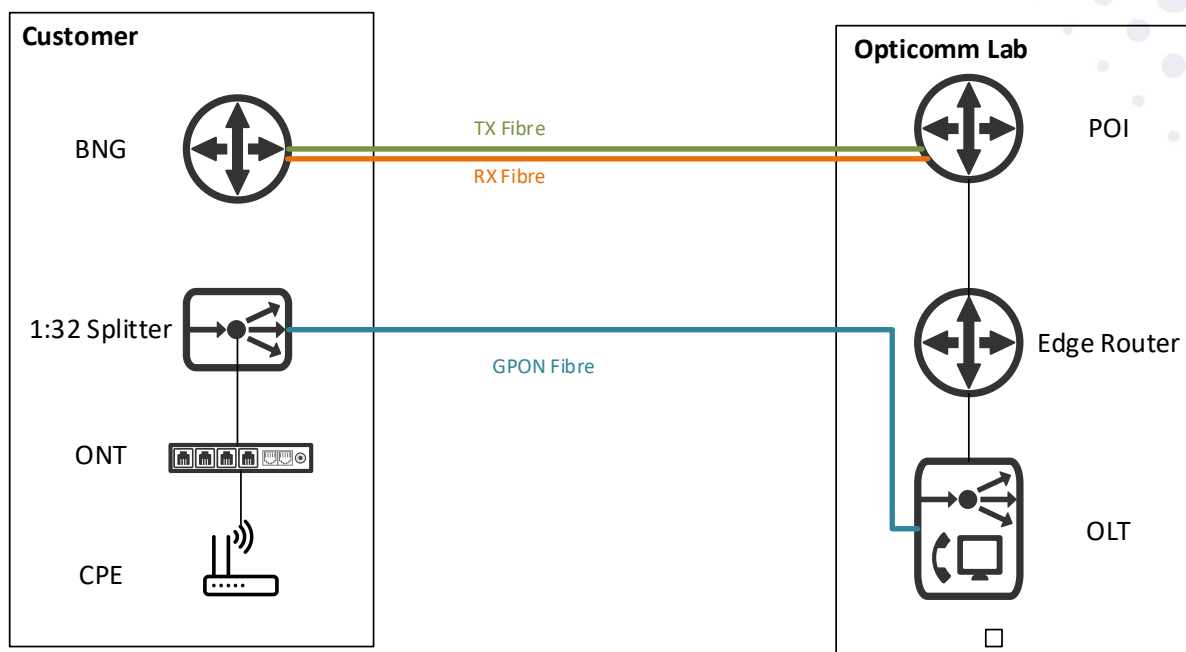 Customer
Opticomm Lab
BNG
TX Fibre
RX Fibre
POI
1:32 Splitter
GPON Fibre
Edge Router
ONT
OLT
CPE